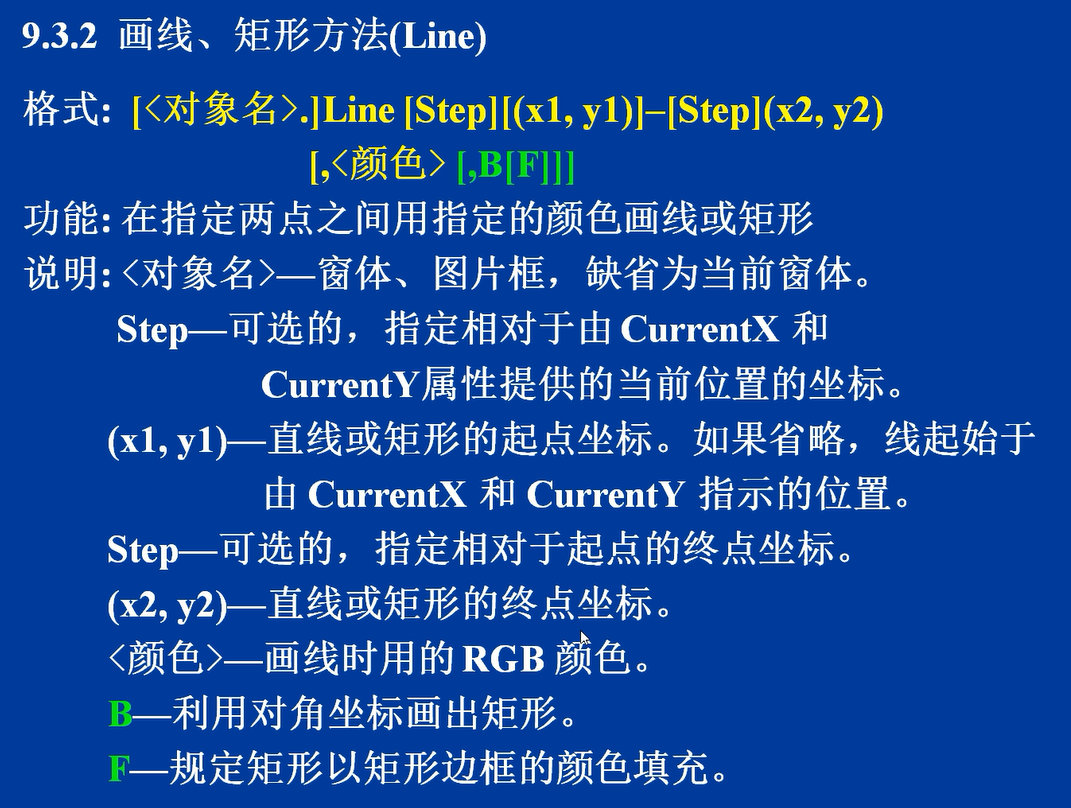 9.3.2 画线、矩形方法(Line)
格式: [<对象名>.]Line [Step][(x1, y1)]–[Step](x2, y2)
[,<颜色> [,B[F]]]
功能: 在指定两点之间用指定的颜色画线或矩形
说明: <对象名>—窗体、图片框，缺省为当前窗体。
Step—可选的，指定相对于由 CurrentX 和
CurrentY属性提供的当前位置的坐标。
(x1, y1)—直线或矩形的起点坐标。如果省略，线起始于
由 CurrentX 和 CurrentY 指示的位置。
Step—可选的，指定相对于起点的终点坐标。
(x2, y2)—直线或矩形的终点坐标。
<颜色>—画线时用的 RGB 颜色。
B—利用对角坐标画出矩形。
F—规定矩形以矩形边框的颜色填充。